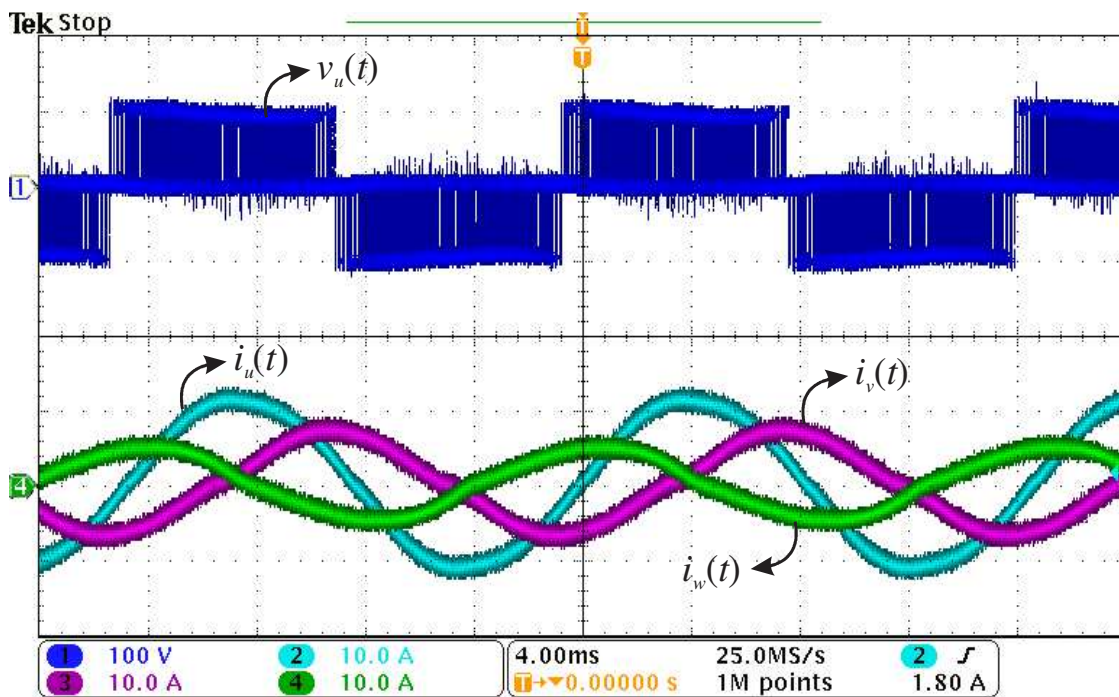 Tek Stop
T
T
v_u(t)
1
i_u(t)
i_v(t)
4
i_w(t)
1 100 V 2 10.0 A 4.00ms 25.0MS/s 2
3 10.0 A 4 10.0 A T→▼0.00000 s 1M points 1.80 A